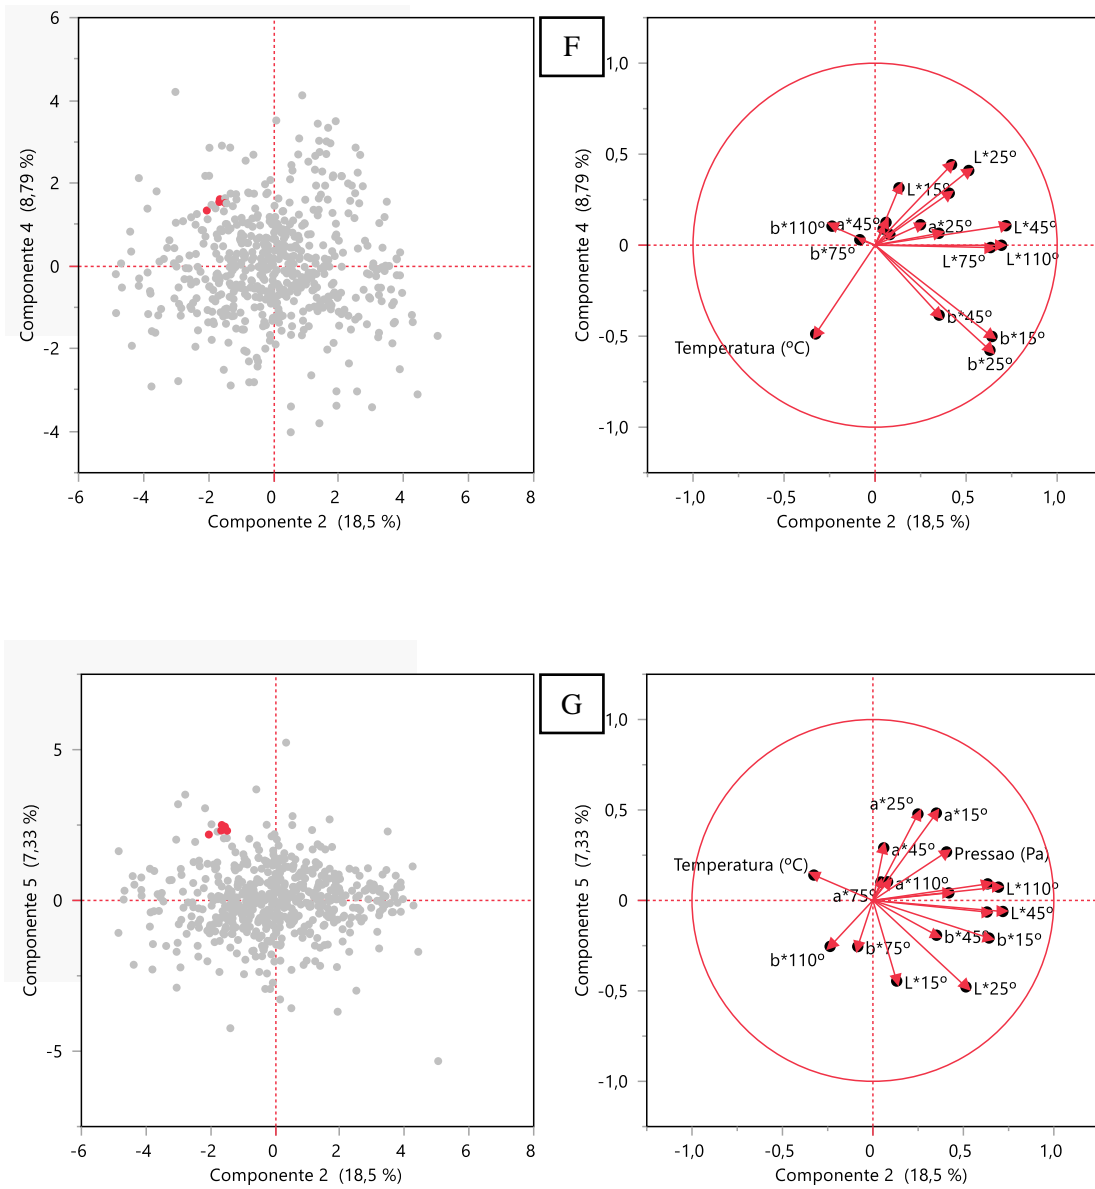 F
6
4
2
0
-2
-4
-6
-4
-2
0
2
4
6
8
Componente 4 (8,79 %)
Componente 2 (18,5 %)
1,0
0,5
0
-0,5
-1,0
-1,0
-0,5
0
0,5
1,0
Componente 4 (8,79 %)
Componente 2 (18,5 %)
L*25º
L*15º
b*110º
a*45º
a*25º
L*45º
b*75º
L*75º
L*110º
b*45º
b*15º
b*25º
Temperatura (ºC)
G
5
0
-5
-6
-4
-2
0
2
4
6
8
Componente 5 (7,33 %)
Componente 2 (18,5 %)
1,0
0,5
0
-0,5
-1,0
-1,0
-0,5
0
0,5
1,0
Componente 5 (7,33 %)
Componente 2 (18,5 %)
a*25º
a*15º
a*45º
Pressao (Pa)
Temperatura (ºC)
a*75º
a*110º
L*110º
L*45º
b*45º
b*15º
b*110º
b*75º
L*15º
L*25º